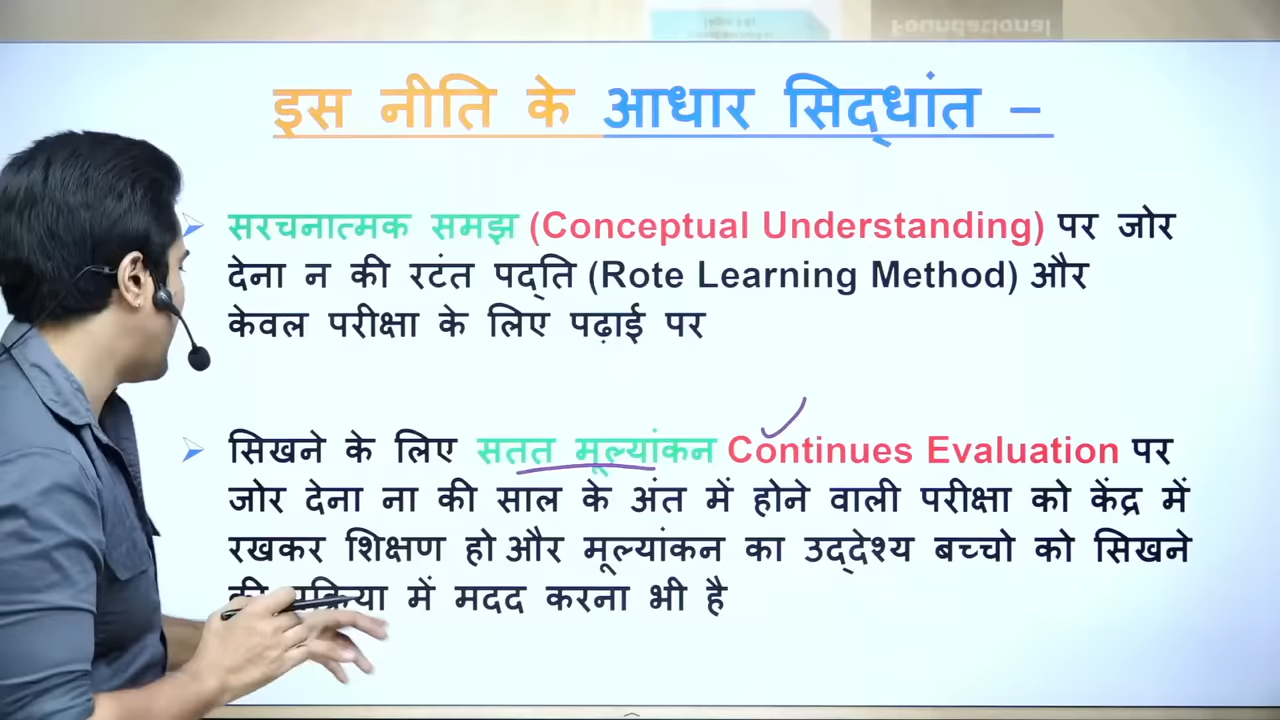 Foundational
इस नीति के आधार सिद्धांत –
सरचनात्मक समझ (Conceptual Understanding) पर जोर
देना न की रटंत पद्ति (Rote Learning Method) और
केवल परीक्षा के लिए पढ़ाई पर
सिखने के लिए सतत मूल्यांकन Continues Evaluation पर
जोर देना ना की साल के अंत में होने वाली परीक्षा को केंद्र में
रखकर शिक्षण हो और मूल्यांकन का उद्देश्य बच्चो को सिखने
में मदद करना भी है